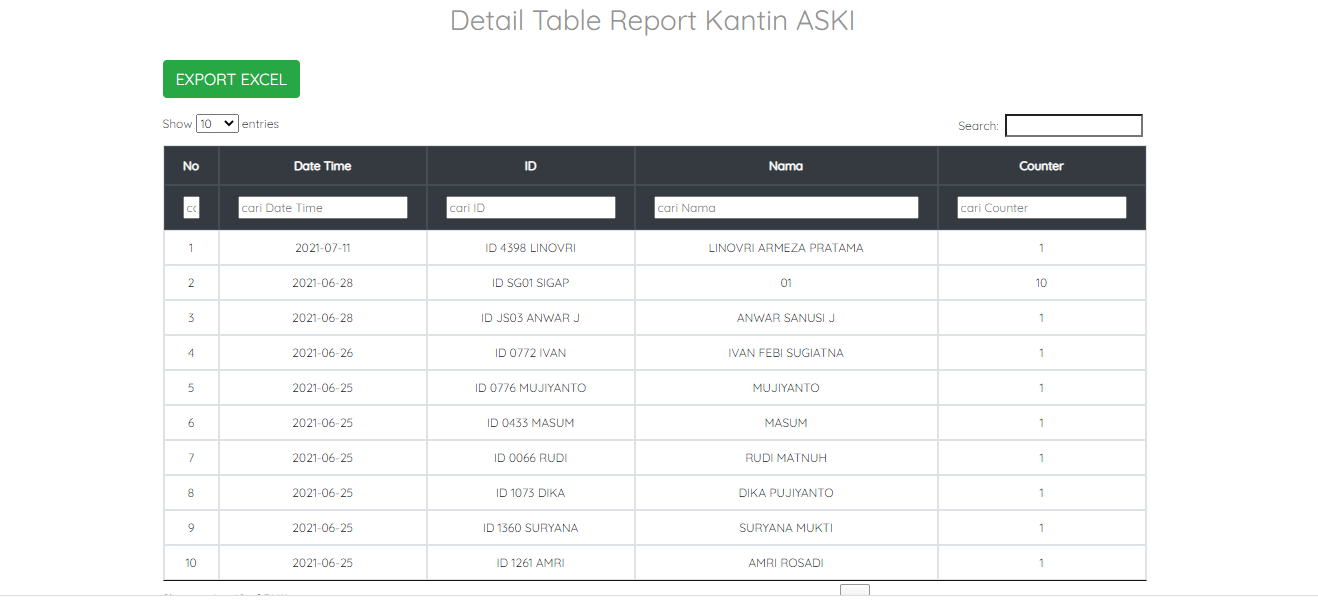 Detail Table Report Kantin ASKI
EXPORT EXCEL
Show 10 entries
Search:
No Date Time ID Nama Counter
cari Date Time cari ID cari Nama cari Counter
1 2021-07-11 ID 4398 LINOVRI LINOVRI ARMEZA PRATAMA 1
2 2021-06-28 ID SG01 SIGAP 01 10
3 2021-06-28 ID JS03 ANWAR J ANWAR SANUSI J 1
4 2021-06-26 ID 0772 IVAN IVAN FEBI SUGIATNA 1
5 2021-06-25 ID 0776 MUJIYANTO MUJIYANTO 1
6 2021-06-25 ID 0433 MASUM MASUM 1
7 2021-06-25 ID 0066 RUDI RUDI MATNUH 1
8 2021-06-25 ID 1073 DIKA DIKA PUJIYANTO 1
9 2021-06-25 ID 1360 SURYANA SURYANA MUKTI 1
10 2021-06-25 ID 1261 AMRI AMRI ROSADI 1